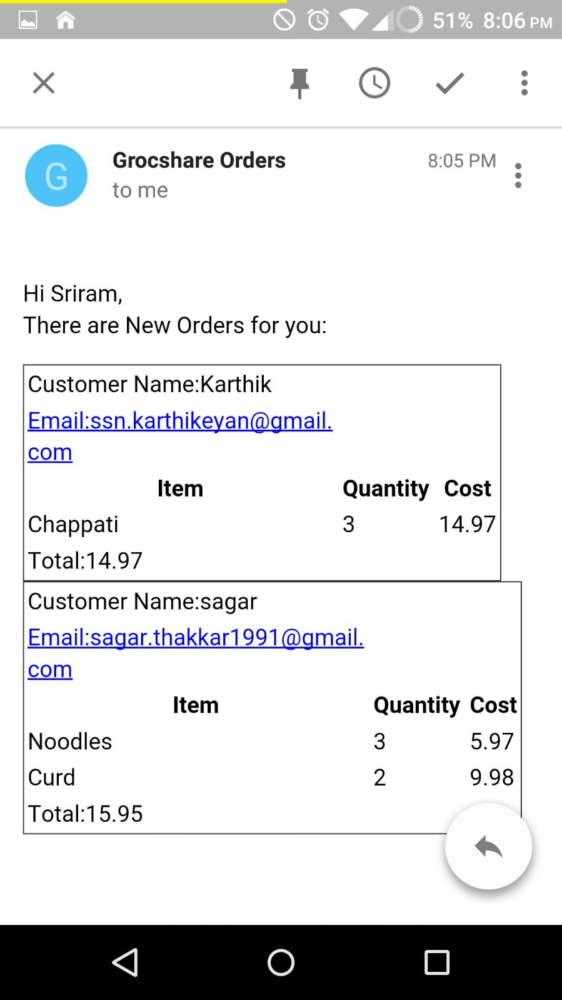 51% 8:06 PM
G
Grocshare Orders 8:05 PM
to me
Hi Sriram,
There are New Orders for you:
Customer Name:Karthik
Email:ssn.karthikeyan@gmail.
com
Item Quantity Cost
Chappati 3 14.97
Total:14.97
Customer Name:sagar
Email:sagar.thakkar1991@gmail.
com
Item Quantity Cost
Noodles 3 5.97
Curd 2 9.98
Total:15.95